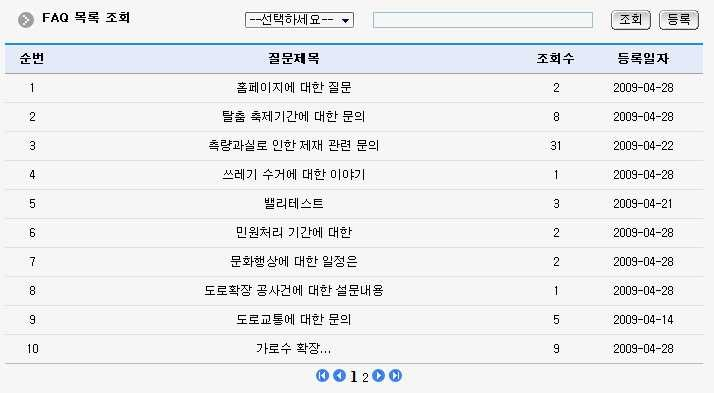 FAQ 목록 조회 --선택하세요-- 조회 등록
순번 질문제목 조회수 등록일자
1 홈페이지에 대한 질문 2 2009-04-28
2 탈춤 축제기간에 대한 문의 8 2009-04-28
3 측량과실로 인한 제재 관련 문의 31 2009-04-22
4 쓰레기 수거에 대한 이야기 1 2009-04-28
5 밸리테스트 3 2009-04-21
6 민원처리 기간에 대한 2 2009-04-28
7 문화행상에 대한 일정은 2 2009-04-28
8 도로확장 공사건에 대한 설문내용 1 2009-04-28
9 도로교통에 대한 문의 5 2009-04-14
10 가로수 확장... 9 2009-04-28
1 2